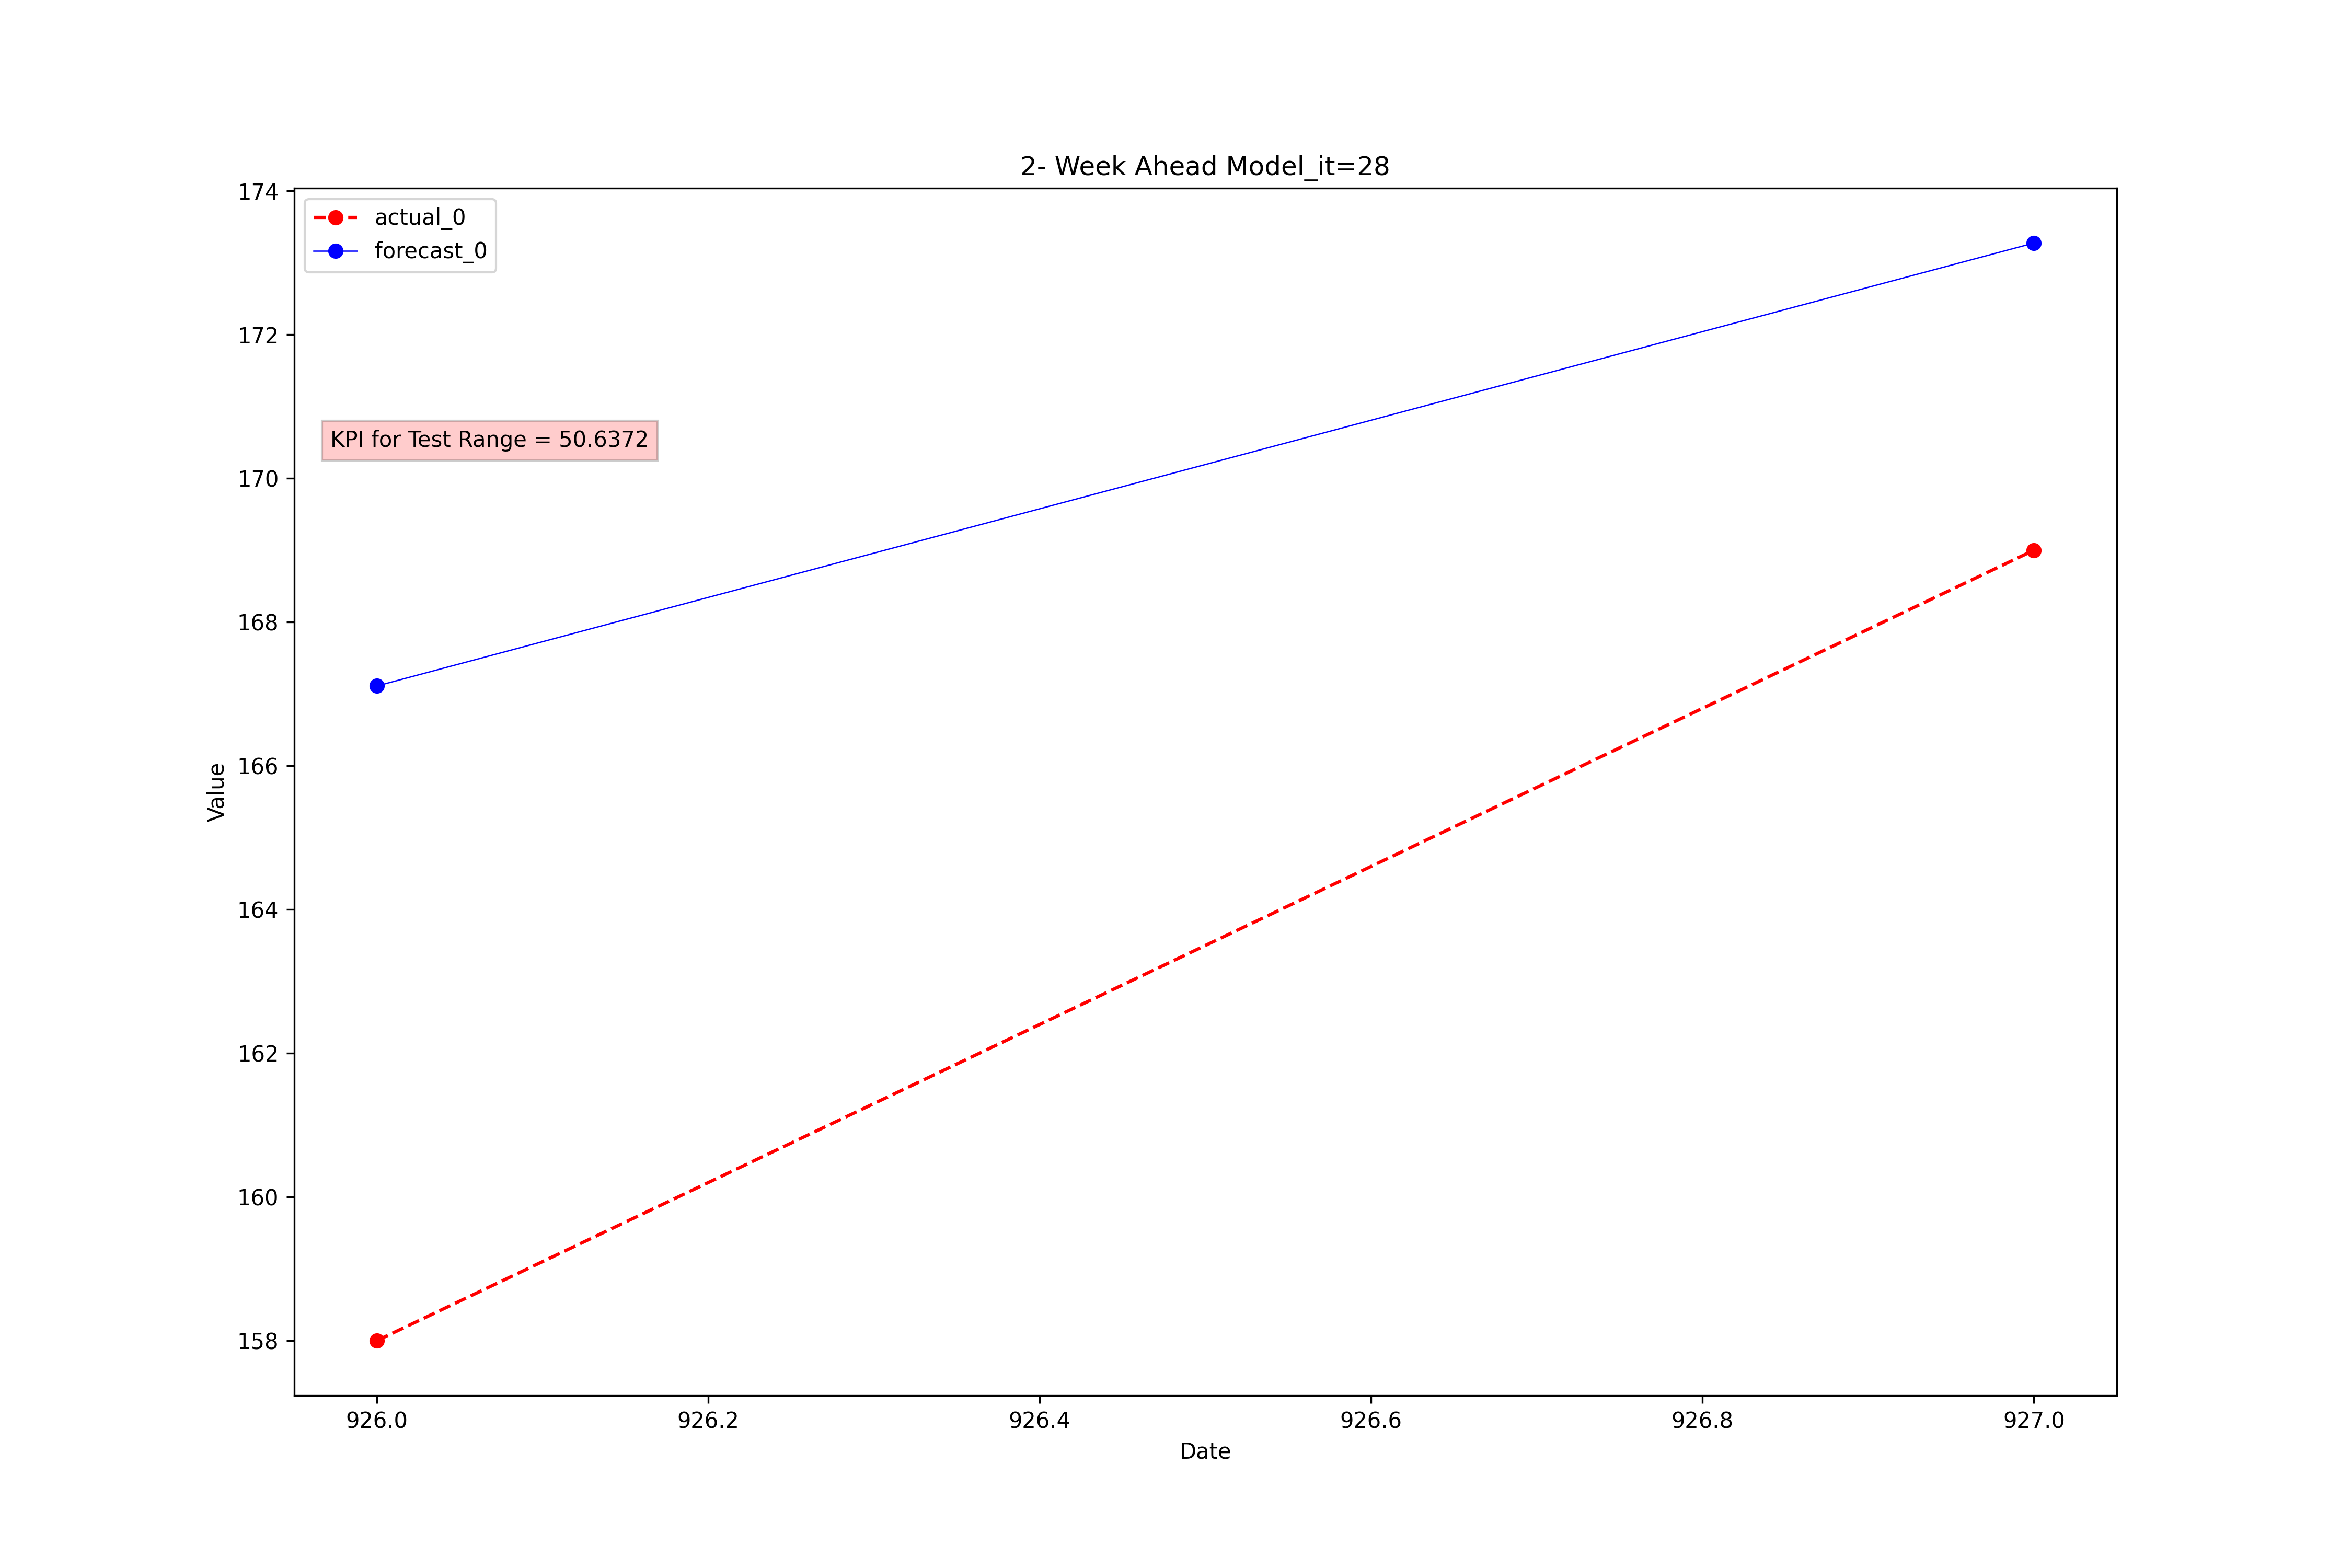 2- Week Ahead Model_it=28
174
172
170
168
166
164
162
160
158
Value
actual_0
forecast_0
KPI for Test Range = 50.6372
926.0 926.2 926.4 926.6 926.8 927.0
Date